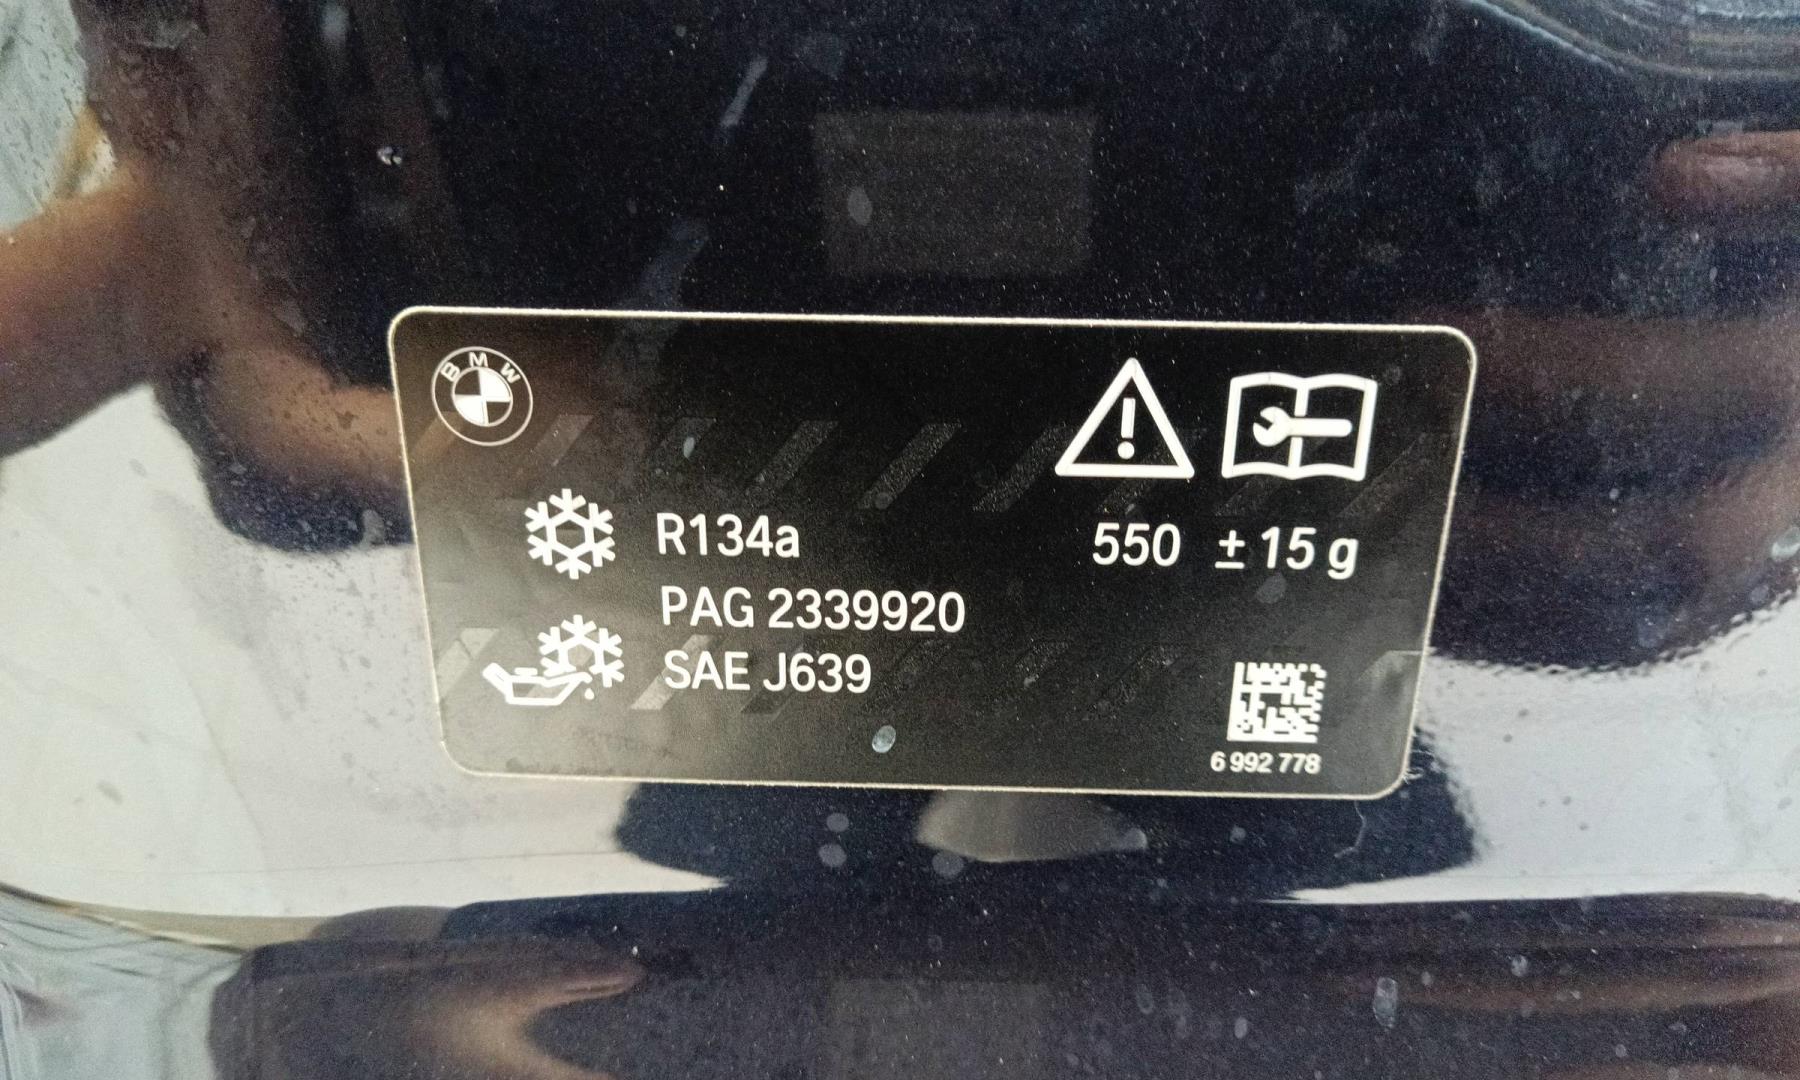 BMW
R134a 550 ± 15 g
PAG 2339920
SAE J639
6 992 778